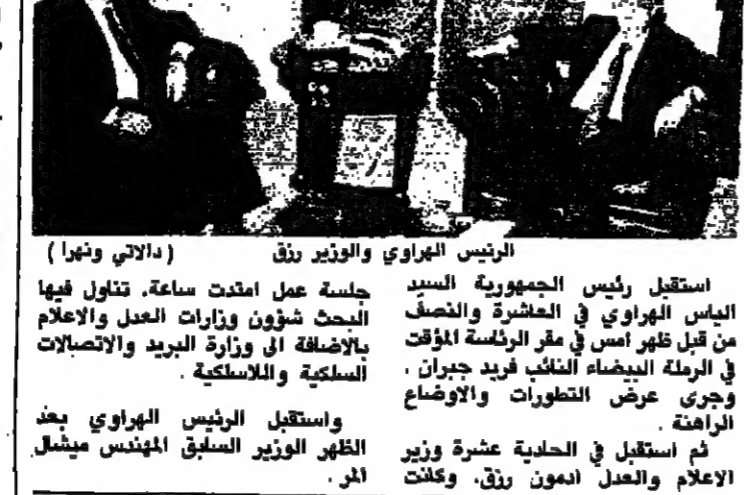 الرئيس الهراوي والوزير رزق (دالاتي ونهرا)
استقبل رئيس الجمهورية السيد
الياس الهراوي في العاشرة والنصف
من قبل ظهر امس في مقر الرئاسة المؤقت
في الرملة البيضاء النائب فريد جبران ،
وجرى عرض التطورات والاوضاع
الراهنة .
ثم استقبل في الحادية عشرة وزير
الاعلام والعدل ادمون رزق، وكانت
جلسة عمل امتدت ساعة، تناول فيها
البحث شؤون وزارات العدل والاعلام
بالاضافة الى وزارة البريد والاتصالات
السلكية واللاسلكية .
واستقبل الرئيس الهراوي بعد
الظهر الوزير السابق المهندس ميشال
المر .